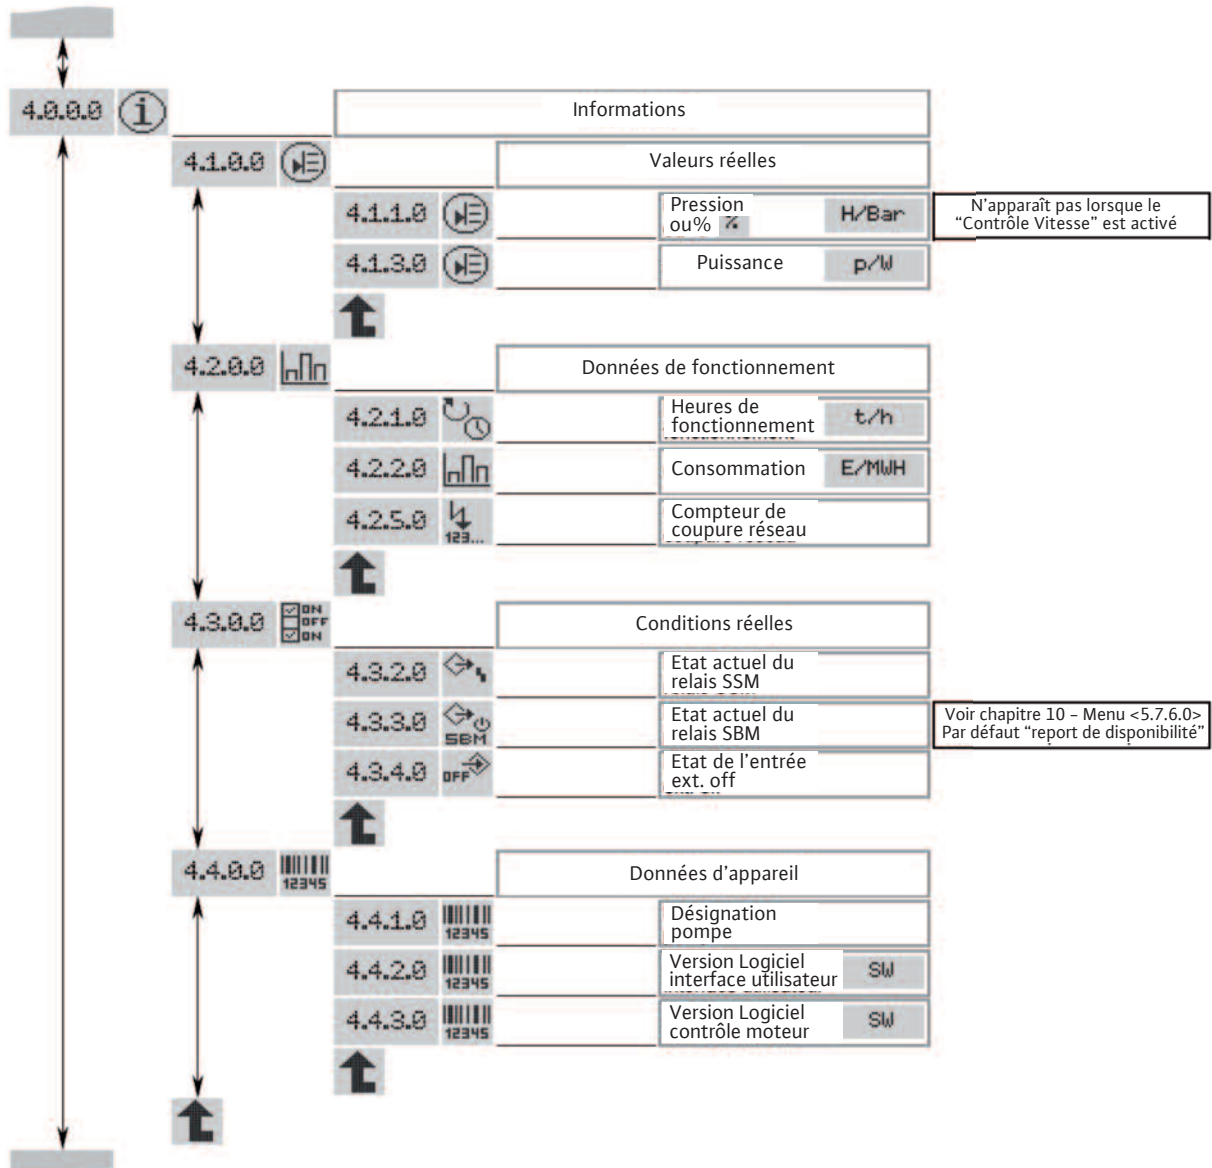 4.0.0.0 i Informations
4.1.0.0 Valeurs réelles
4.1.1.0 Pression
ou% % H/Bar
N'apparaît pas lorsque le
“Contrôle Vitesse” est activé
4.1.3.0 Puissance p/W
4.2.0.0 Données de fonctionnement
4.2.1.0 Heures de
fonctionnement t/h
4.2.2.0 Consommation E/MWH
4.2.5.0 123... Compteur de
coupure réseau
4.3.0.0 ON
OFF
ON
Conditions réelles
4.3.2.0 Etat actuel du
relais SSM
4.3.3.0 SBM Etat actuel du
relais SBM
Voir chapitre 10 – Menu <5.7.6.0>
Par défaut “report de disponibilité”
4.3.4.0 OFF Etat de l'entrée
ext. off
4.4.0.0 12345 Données d'appareil
4.4.1.0 12345 Désignation
pompe
4.4.2.0 12345 Version Logiciel
interface utilisateur SW
4.4.3.0 12345 Version Logiciel
contrôle moteur SW